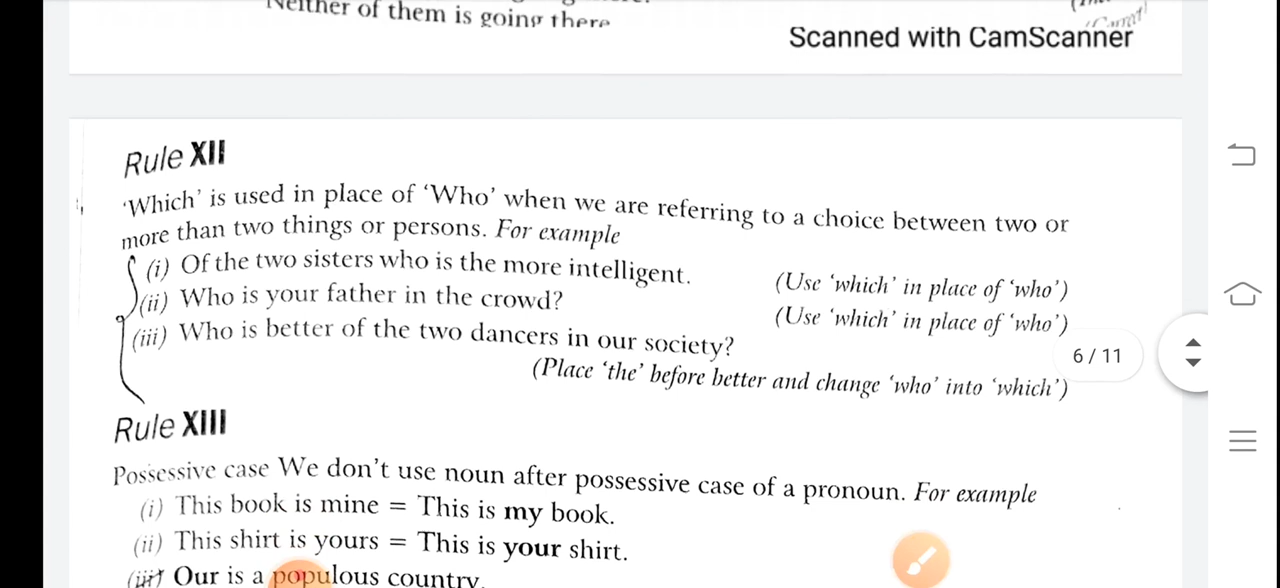 Neither of them is going there
Scanned with CamScanner
Rule XII
'Which' is used in place of 'Who' when we are referring to a choice between two or
more than two things or persons. For example
(i) Of the two sisters who is the more intelligent. (Use 'which' in place of 'who')
(ii) Who is your father in the crowd? (Use 'which' in place of 'who')
(iii) Who is better of the two dancers in our society?
6 / 11
(Place 'the' before better and change 'who' into 'which')
Rule XIII
Possessive case We don't use noun after possessive case of a pronoun. For example
(i) This book is mine = This is my book.
(ii) This shirt is yours = This is your shirt.
(iii) Our is a populous country.